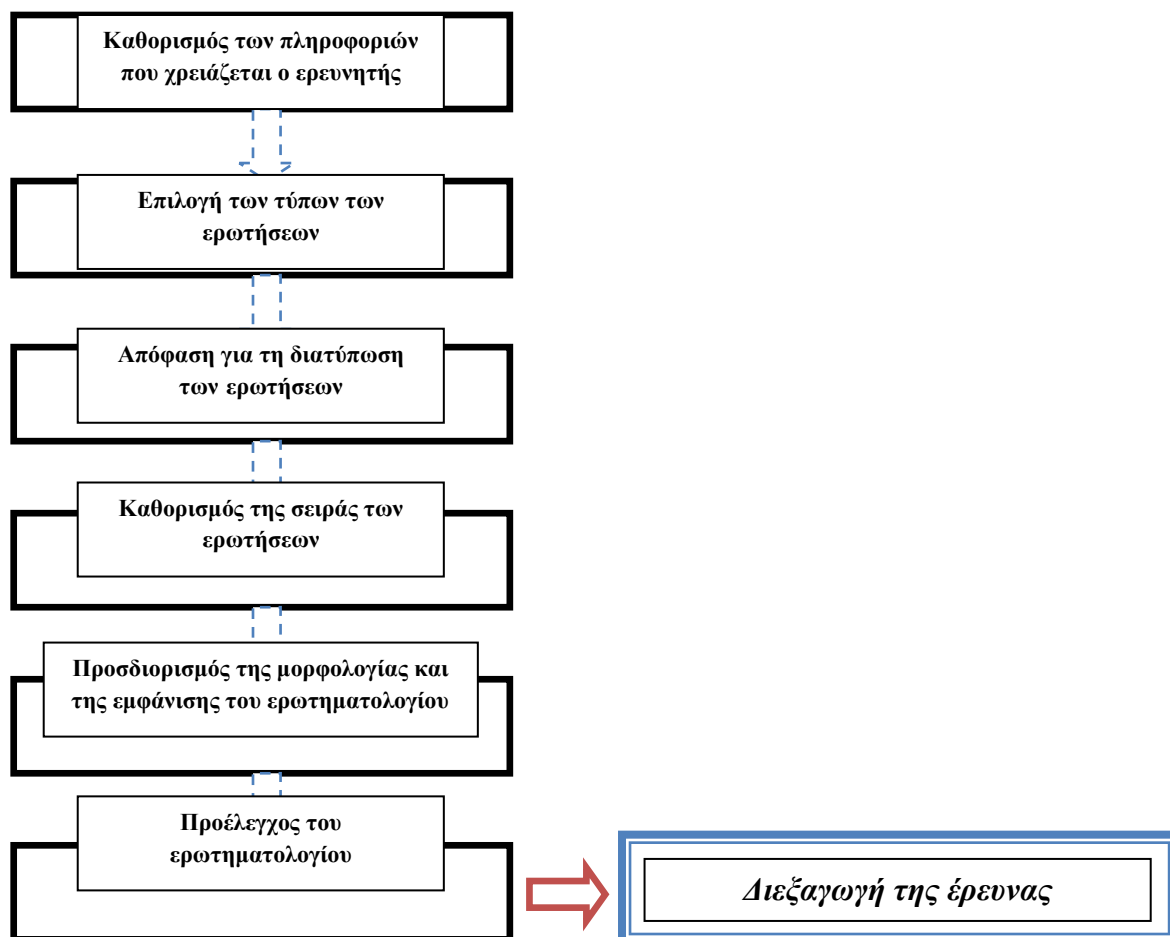 Καθορισμός των πληροφοριών
που χρειάζεται ο ερευνητής
Επιλογή των τύπων των
ερωτήσεων
Απόφαση για τη διατύπωση
των ερωτήσεων
Καθορισμός της σειράς των
ερωτήσεων
Προσδιορισμός της μορφολογίας και
της εμφάνισης του ερωτηματολογίου
Προέλεγχος του
ερωτηματολογίου
Διεξαγωγή της έρευνας